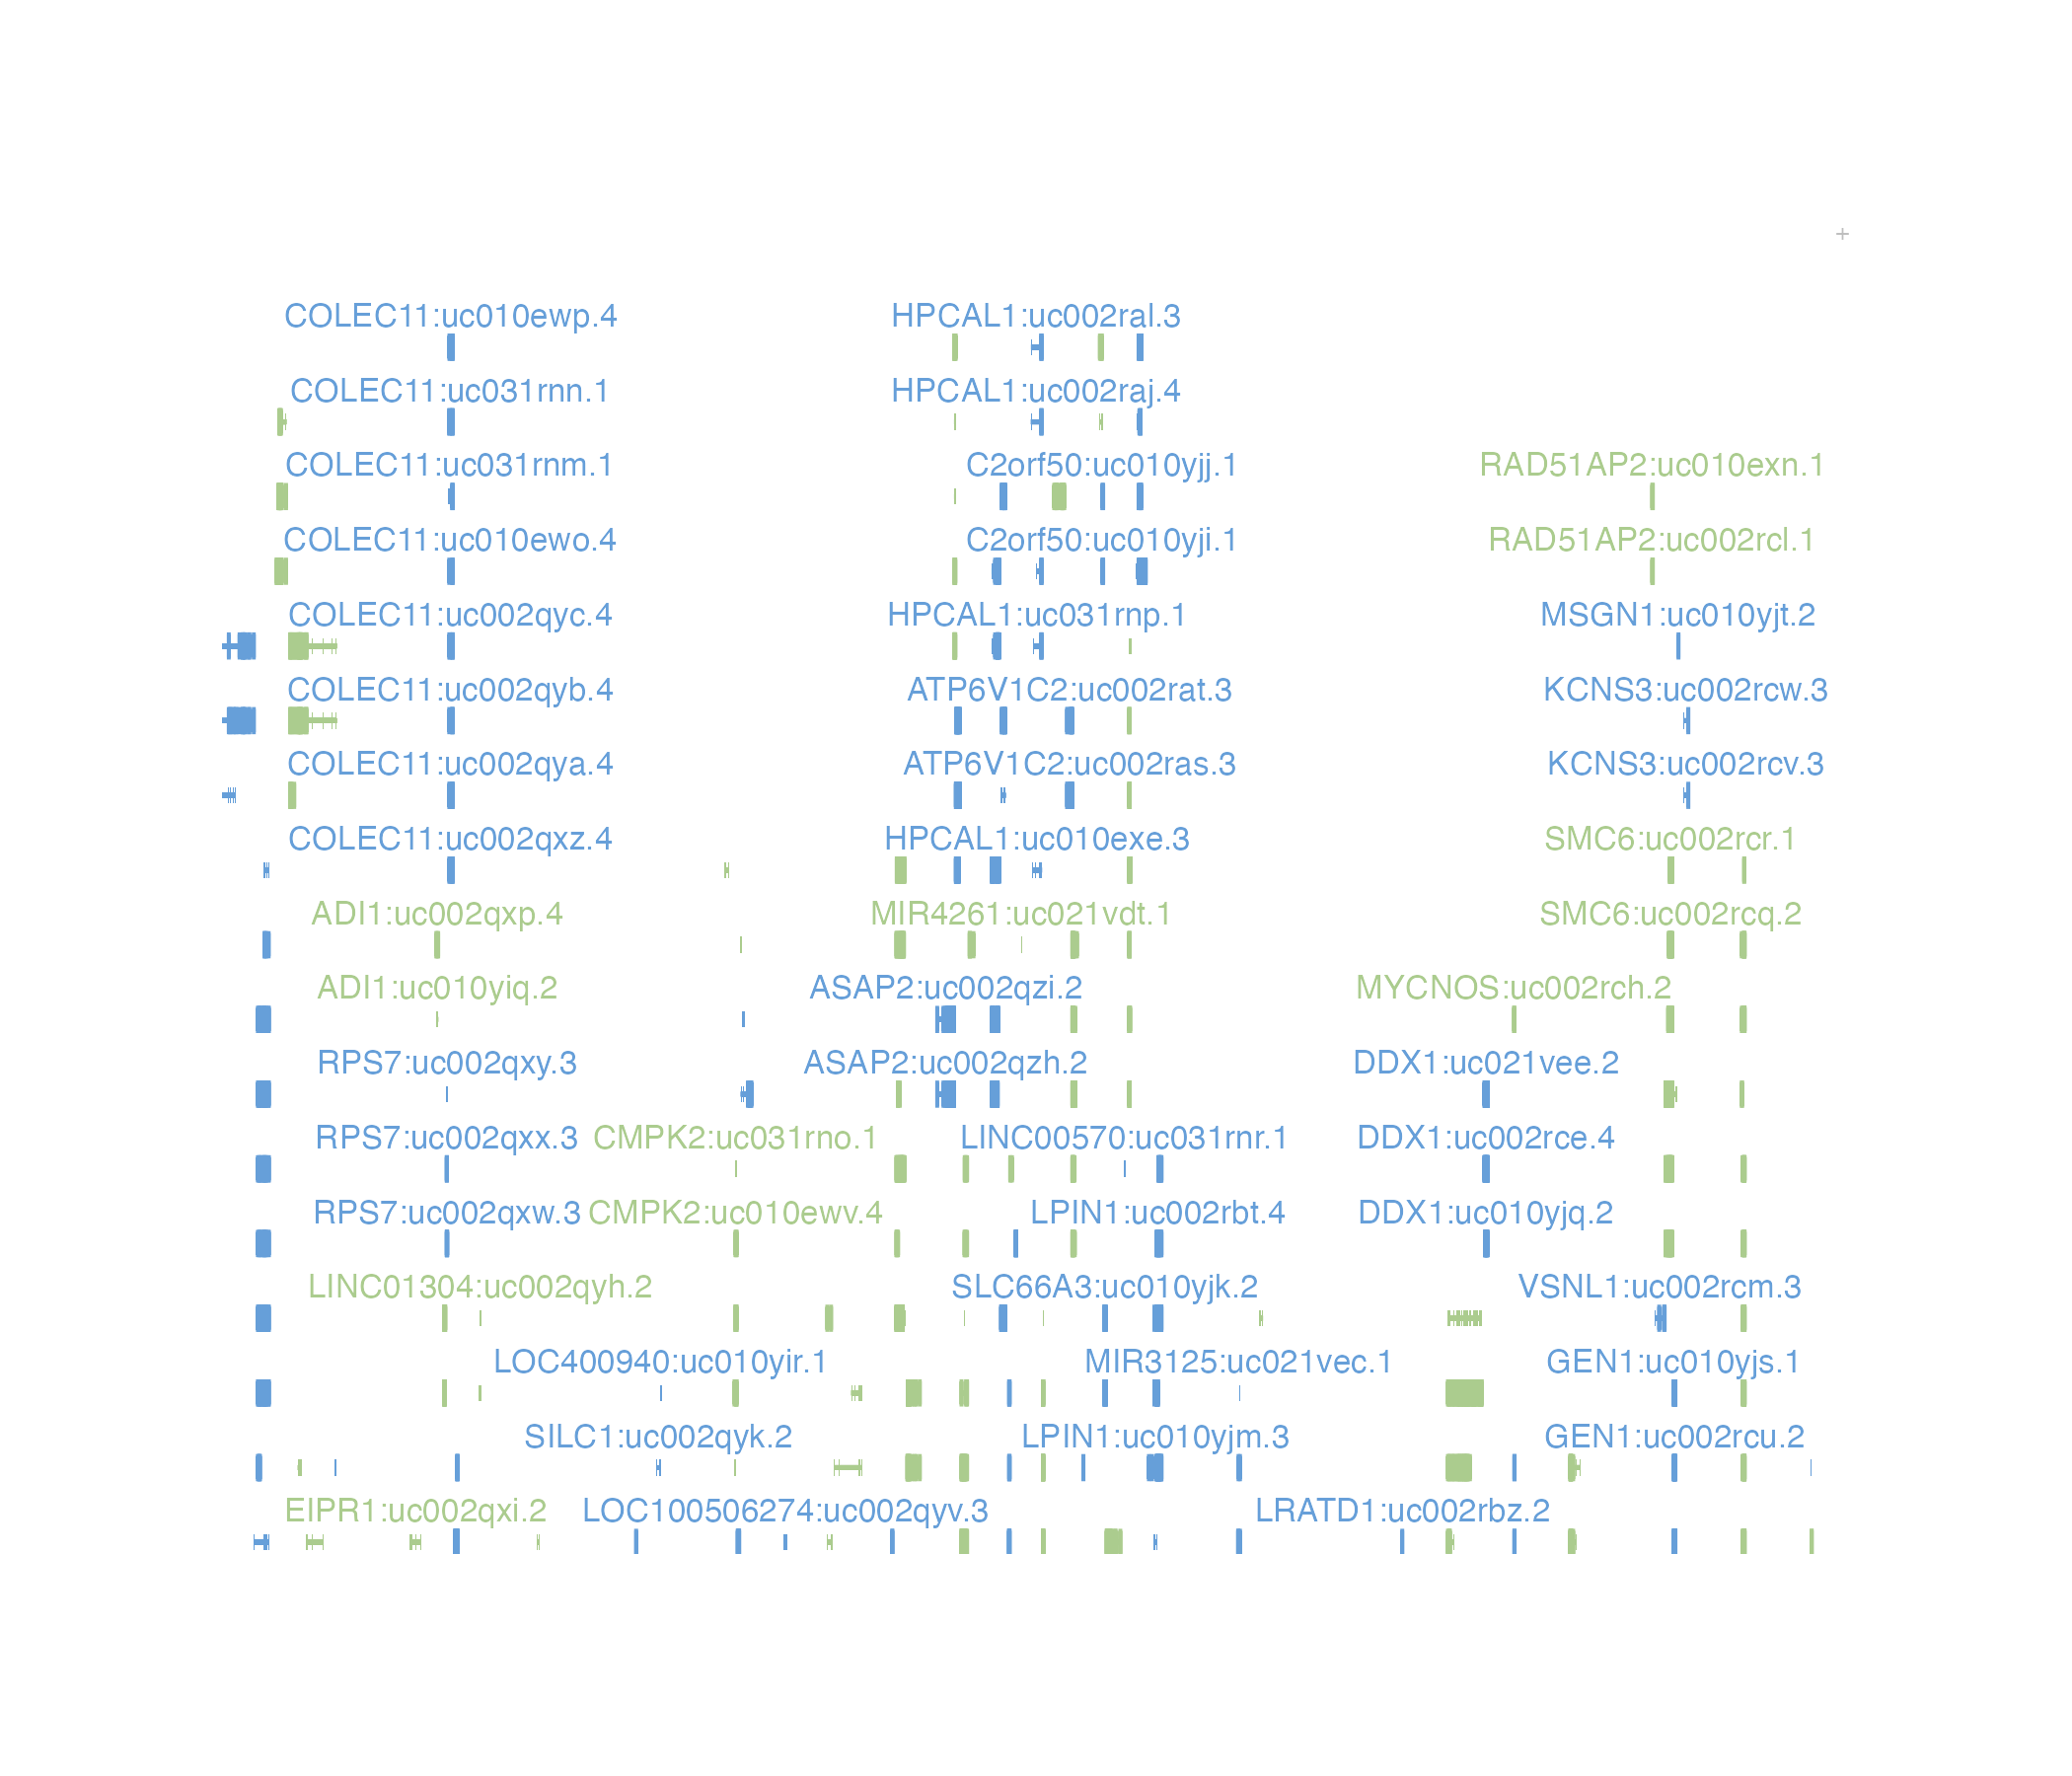 +
COLEC11:uc010ewp.4 HPCAL1:uc002ral.3
COLEC11:uc031rnn.1 HPCAL1:uc002raj.4
COLEC11:uc031rnm.1 C2orf50:uc010yjj.1 RAD51AP2:uc010exn.1
COLEC11:uc010ewo.4 C2orf50:uc010yji.1 RAD51AP2:uc002rcl.1
COLEC11:uc002qyc.4 HPCAL1:uc031rnp.1 MSGN1:uc010yjt.2
COLEC11:uc002qyb.4 ATP6V1C2:uc002rat.3 KCNS3:uc002rcw.3
COLEC11:uc002qya.4 ATP6V1C2:uc002ras.3 KCNS3:uc002rcv.3
COLEC11:uc002qxz.4 HPCAL1:uc010exe.3 SMC6:uc002rcr.1
ADI1:uc002qxp.4 MIR4261:uc021vdt.1 SMC6:uc002rcq.2
ADI1:uc010yiq.2 ASAP2:uc002qzi.2 MYCNOS:uc002rch.2
RPS7:uc002qxy.3 ASAP2:uc002qzh.2 DDX1:uc021vee.2
RPS7:uc002qxx.3 CMPK2:uc031rno.1 LINC00570:uc031rnr.1 DDX1:uc002rce.4
RPS7:uc002qxw.3 CMPK2:uc010ewv.4 LPIN1:uc002rbt.4 DDX1:uc010yjq.2
LINC01304:uc002qyh.2 SLC66A3:uc010yjk.2 VSNL1:uc002rcm.3
LOC400940:uc010yir.1 MIR3125:uc021vec.1 GEN1:uc010yjs.1
SILC1:uc002qyk.2 LPIN1:uc010yjm.3 GEN1:uc002rcu.2
EIPR1:uc002qxi.2 LOC100506274:uc002qyv.3 LRATD1:uc002rbz.2